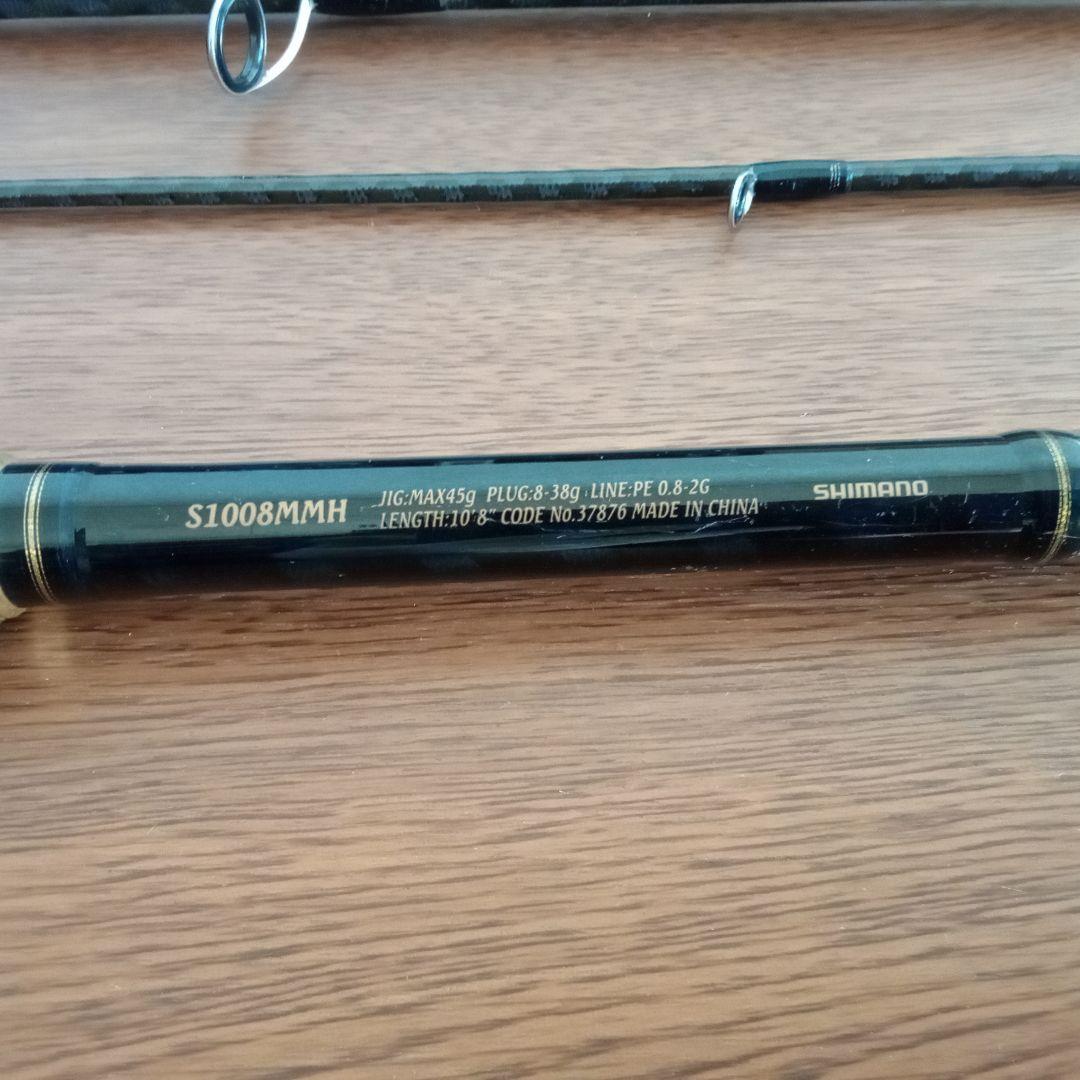 S1008MMH
JIG:MAX45g PLUG:8-38g LINE:PE 0.8-2G
LENGTH:10'8" CODE No.37876 MADE IN CHINA
SHIMANO